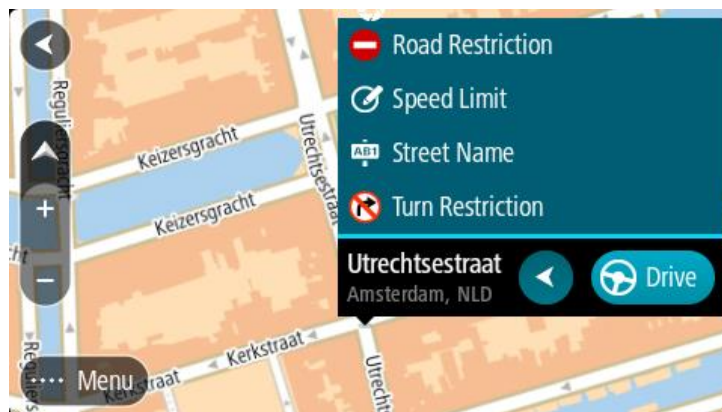 Road Restriction
Speed Limit
AB1 Street Name
Turn Restriction
Utrechtsestraat
Amsterdam, NLD
Drive
Reguliersgracht
Keizersgracht
Utrechtsestraat
Keizersgracht
+
−
Kerkstraat
Kerkstraat
Menu